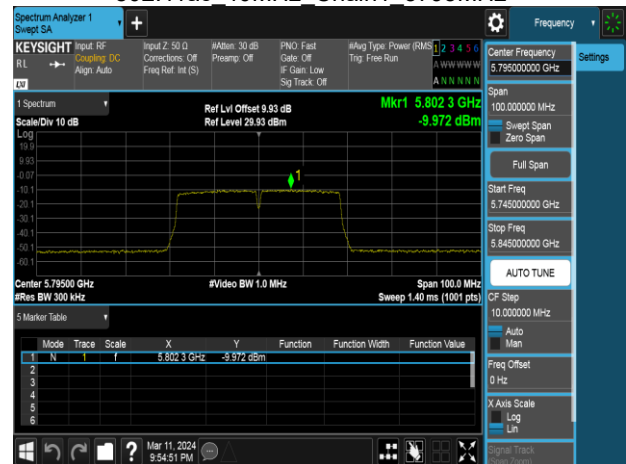 Spectrum Analyzer 1
Swept SA
+
Frequency
KEYSIGHT
RL
LXI
Input: RF
Coupling: DC
Align: Auto
Input Z: 50 Ω
Corrections: Off
Freq Ref: Int (S)
#Atten: 30 dB
Preamp: Off
PNO: Fast
Gate: Off
IF Gain: Low
Sig Track: Off
#Avg Type: Power (RMS
Trig: Free Run
1 2 3 4 5 6
A WW WW W
A N N N N N
Center Frequency
5.795000000 GHz
Settings
Span
100.000000 MHz
Swept Span
Zero Span
Full Span
Start Freq
5.745000000 GHz
Stop Freq
5.845000000 GHz
AUTO TUNE
CF Step
10.000000 MHz
Auto
Man
Freq Offset
0 Hz
X Axis Scale
Log
Lin
Signal Track
1 Spectrum
Scale/Div 10 dB
Log
Ref Lvl Offset 9.93 dB
Ref Level 29.93 dBm
Mkr1 5.802 3 GHz
-9.972 dBm
19.9
9.93
-0.07
-10.1
-20.1
-30.1
-40.1
-50.1
-60.1
1
Center 5.79500 GHz
#Res BW 300 kHz
#Video BW 1.0 MHz
Span 100.0 MHz
Sweep 1.40 ms (1001 pts)
5 Marker Table
Mode Trace Scale X Y Function Function Width Function Value
1 N 1 f 5.802 3 GHz -9.972 dBm
2
3
4
5
6
?
Mar 11, 2024
9:54:51 PM